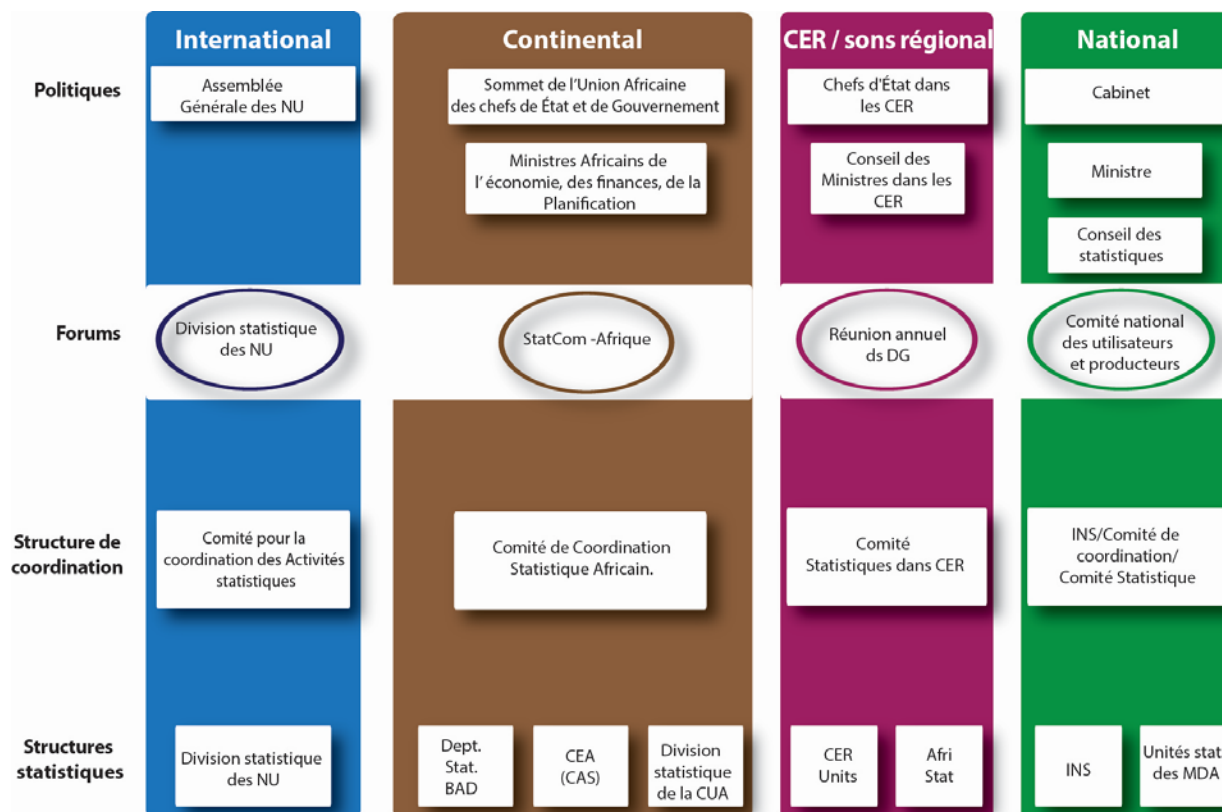 International
Continental
CER / sons régional
National
Politiques
Assemblée
Générale des NU
Sommet de l'Union Africaine
des chefs de État et de Gouvernement
Chefs d'État dans
les CER
Cabinet
Ministres Africains de
l' économie, des finances, de la
Planification
Conseil des
Ministres dans les
CER
Ministre
Conseil des
statistiques
Forums
Division statistique
des NU
StatCom -Afrique
Réunion annuel
ds DG
Comité national
des utilisateurs
et producteurs
Structure de
coordination
Comité pour la
coordination des Activités
statistiques
Comité de Coordination
Statistique Africain.
Comité
Statistiques dans CER
INS/Comité de
coordination/
Comité Statistique
Structures
statistiques
Division statistique
des NU
Dept.
Stat.
BAD
CEA
(CAS)
Division
statistique
de la CUA
CER
Units
Afri
Stat
INS
Unités stat
des MDA